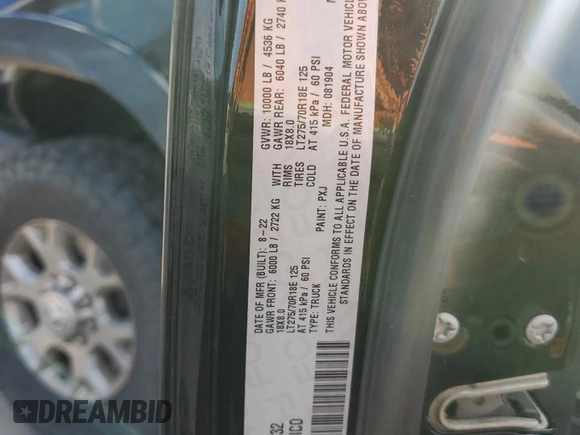 DATE OF MFR (BUILT): 8-22 GVWR: 10000 LB / 4536 KG
GAWR FRONT: 6000 LB / 2722 KG WITH GAWR REAR: 6040 LB / 2740
18X8.0 RIMS 18X8.0
LT275/70R18E 125 TIRES LT275/70R18E 125
AT 415 kPa / 60 PSI COLD AT 415 kPa / 60 PSI
TYPE: TRUCK PAINT: PXJ MDH: 081904
THIS VEHICLE CONFORMS TO ALL APPLICABLE U.S.A. FEDERAL MOTOR VEHICLE
STANDARDS IN EFFECT ON THE DATE OF MANUFACTURE SHOWN ABOVE
32
ICO
DREAMBID